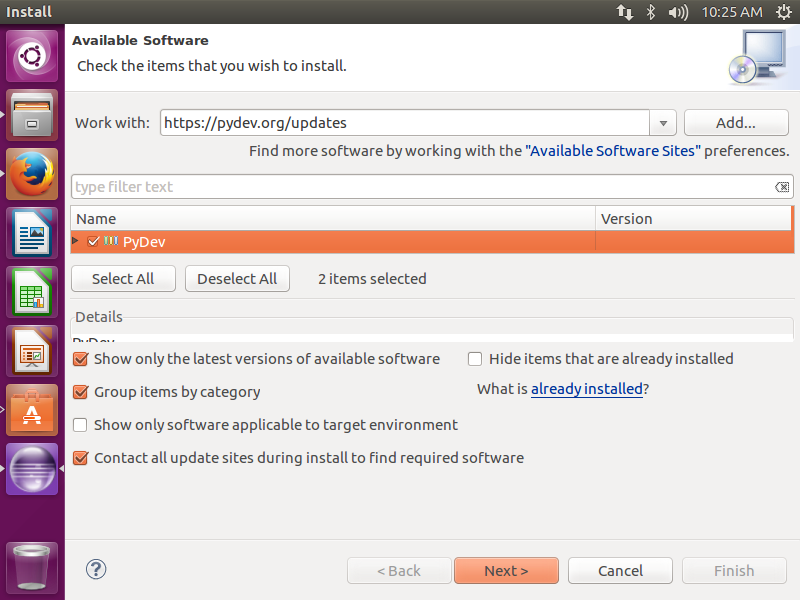 Install
10:25 AM
Available Software
Check the items that you wish to install.
Work with: https://pydev.org/updates Add...
Find more software by working with the "Available Software Sites" preferences.
type filter text
Name Version
PyDev
Select All Deselect All 2 items selected
Details
PyDev
Show only the latest versions of available software Hide items that are already installed
Group items by category What is already installed?
Show only software applicable to target environment
Contact all update sites during install to find required software
? < Back Next > Cancel Finish